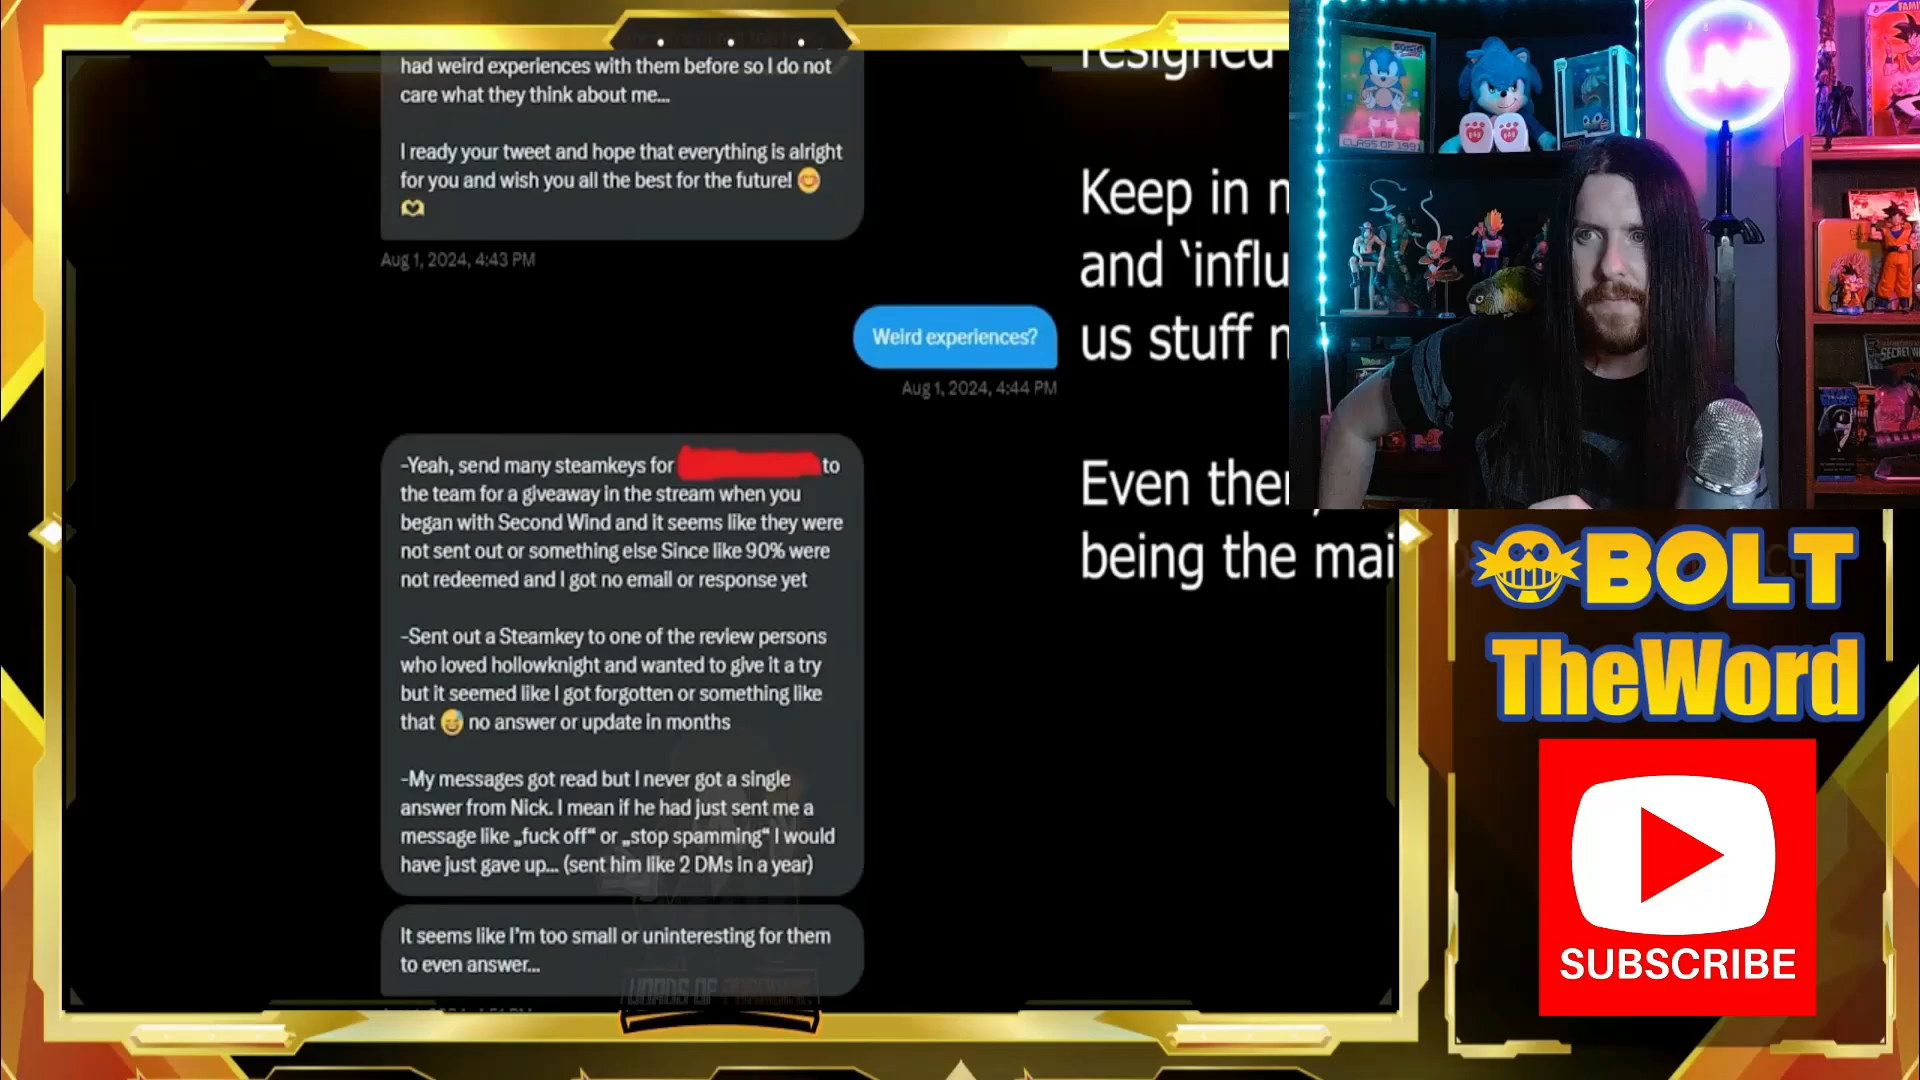 had weird experiences with them before so I do not
care what they think about me...
I ready your tweet and hope that everything is alright
for you and wish you all the best for the future!
Aug 1, 2024, 4:43 PM
Weird experiences?
Aug 1, 2024, 4:44 PM
-Yeah, send many steamkeys for to
the team for a giveaway in the stream when you
began with Second Wind and it seems like they were
not sent out or something else Since like 90% were
not redeemed and I got no email or response yet
-Sent out a Steamkey to one of the review persons
who loved hollowknight and wanted to give it a try
but it seemed like I got forgotten or something like
that 😅 no answer or update in months
-My messages got read but I never got a single
answer from Nick. I mean if he had just sent me a
message like „fuck off“ or „stop spamming“ I would
have just gave up... (sent him like 2 DMs in a year)
It seems like I'm too small or uninteresting for them
to even answer...
resigned
Keep in
and ‘influ
us stuff
Even
being the mai
LIVE
CLASS OF 1991
BOLT
TheWord
SUBSCRIBE